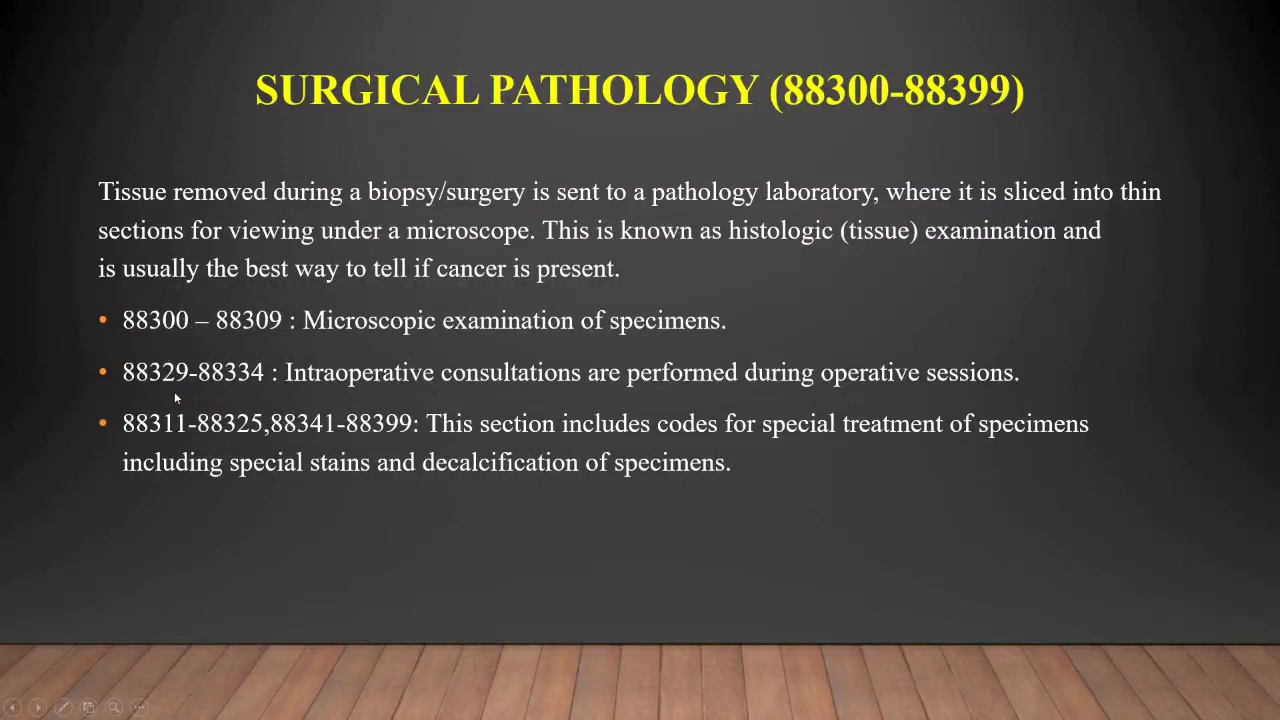 SURGICAL PATHOLOGY (88300-88399)
Tissue removed during a biopsy/surgery is sent to a pathology laboratory, where it is sliced into thin
sections for viewing under a microscope. This is known as histologic (tissue) examination and
is usually the best way to tell if cancer is present.
• 88300 – 88309 : Microscopic examination of specimens.
• 88329-88334 : Intraoperative consultations are performed during operative sessions.
• 88311-88325,88341-88399: This section includes codes for special treatment of specimens
including special stains and decalcification of specimens.